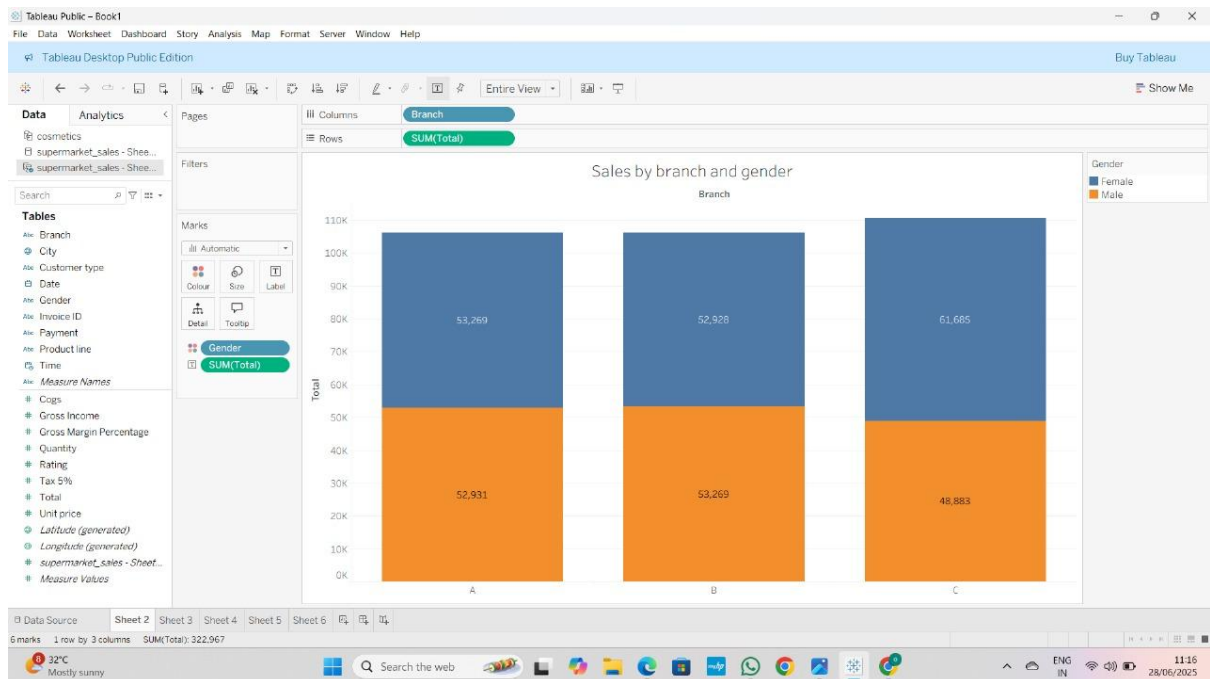 Tableau Public – Book1
File Data Worksheet Dashboard Story Analysis Map Format Server Window Help
Tableau Desktop Public Edition
Buy Tableau
Entire View
Show Me
Data Analytics
cosmetics
supermarket_sales - Shee...
supermarket_sales - Shee...
Search
Tables
Abc Branch
City
Abc Customer type
Date
Abc Gender
Abc Invoice ID
Abc Payment
Abc Product line
Time
Abc Measure Names
# Cogs
# Gross Income
# Gross Margin Percentage
# Quantity
# Rating
# Tax 5%
# Total
# Unit price
Latitude (generated)
Longitude (generated)
# supermarket_sales - Sheet...
# Measure Values
Pages
Filters
Marks
Automatic
Colour Size Label
Detail Tooltip
Gender
SUM(Total)
Columns Branch
Rows SUM(Total)
Sales by branch and gender
Branch
Total
110K
100K
90K
80K
70K
60K
50K
40K
30K
20K
10K
0K
53,269 52,928 61,685
52,931 53,269 48,883
A B C
Gender
Female
Male
Data Source Sheet 2 Sheet 3 Sheet 4 Sheet 5 Sheet 6
6 marks 1 row by 3 columns SUM(Total): 322,967
8 32°C
Mostly sunny
Search the web
ENG
IN
11:16
28/06/2025